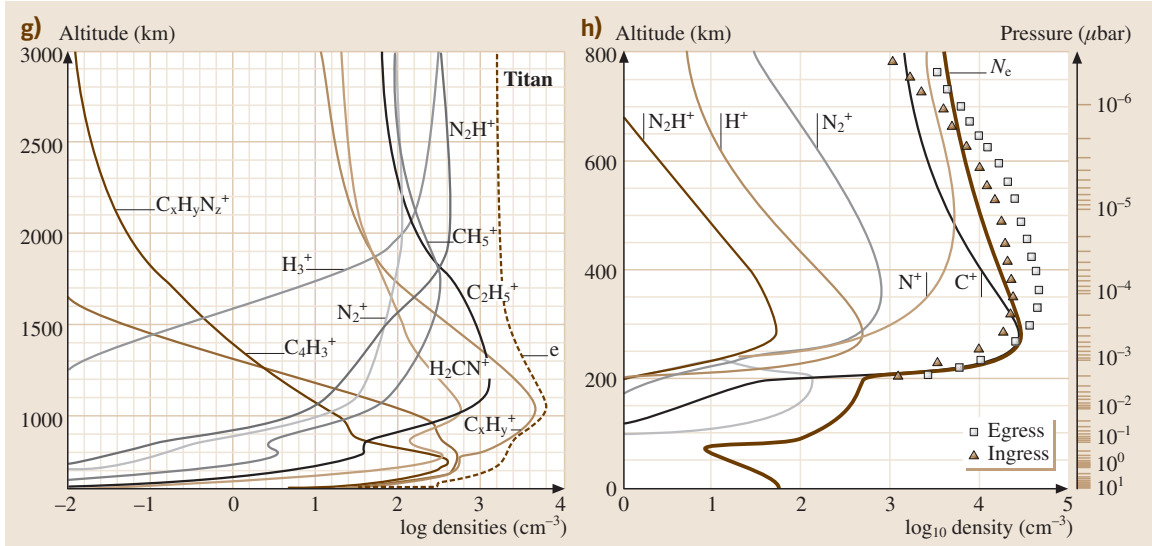 g)
Altitude (km)
3000
2500
2000
1500
1000
−2
−1
0
1
2
3
4
log densities (cm⁻³)
Titan
N₂H⁺
CₓHᵧN_z⁺
CH₅⁺
H₃⁺
C₂H₅⁺
N₂⁺
C₄H₃⁺
e
H₂CN⁺
CₓHᵧ⁺
h)
Altitude (km)
Pressure (μbar)
800
600
400
200
0
0
1
2
3
4
5
log₁₀ density (cm⁻³)
Nₑ
N₂H⁺
H⁺
N₂⁺
N⁺
C⁺
Egress
Ingress
10⁻⁶
10⁻⁵
10⁻⁴
10⁻³
10⁻²
10⁻¹
10⁰
10¹